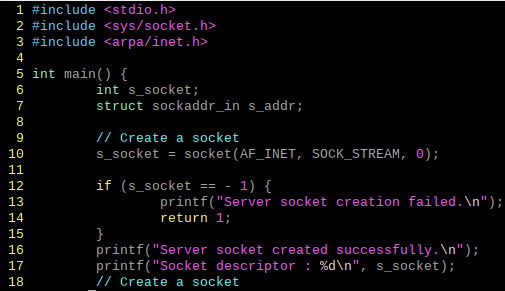 1 #include <stdio.h>
2 #include <sys/socket.h>
3 #include <arpa/inet.h>
4
5 int main() {
6         int s_socket;
7         struct sockaddr_in s_addr;
8
9         // Create a socket
10         s_socket = socket(AF_INET, SOCK_STREAM, 0);
11
12         if (s_socket == - 1) {
13                 printf("Server socket creation failed.\n");
14                 return 1;
15         }
16         printf("Server socket created successfully.\n");
17         printf("Socket descriptor : %d\n", s_socket);
18         // Create a socket